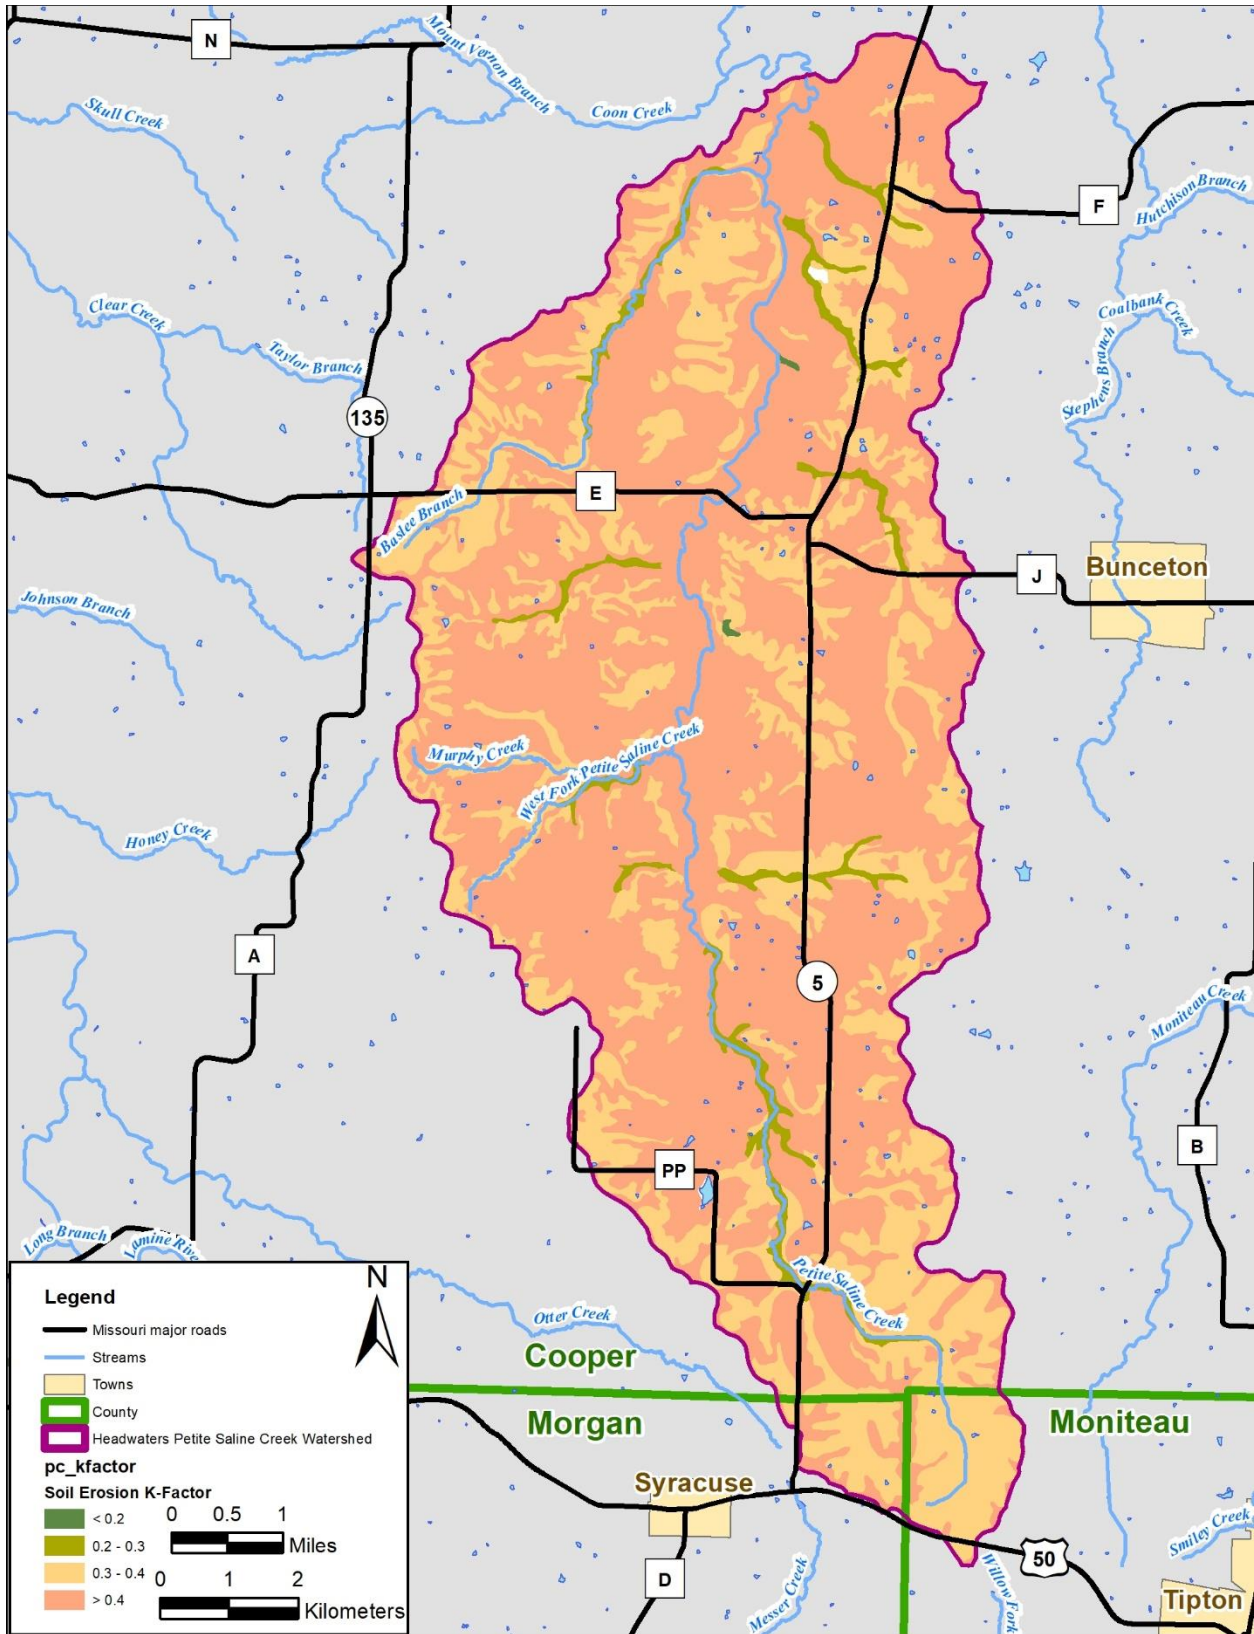 N
Mount Vernon Branch
Skull Creek
Coon Creek
F
Hutchison Branch
Clear Creek
Coalbank Creek
Taylor Branch
Stephens Branch
135
E
Baslee Branch
Bunceton
J
Johnson Branch
Murphy Creek
West Fork Petite Saline Creek
Honey Creek
A
5
Moniteau Creek
B
PP
Long Branch
Lamine Rive
Petite Saline Creek
Otter Creek
Cooper
Morgan
Moniteau
Syracuse
50
Smiley Creek
D
Messer Creek
Willow Fork
Tipton
N
Legend
Missouri major roads
Streams
Towns
County
Headwaters Petite Saline Creek Watershed
pc_kfactor
Soil Erosion K-Factor
< 0.2
0.2 - 0.3
0.3 - 0.4
> 0.4
0 0.5 1
Miles
0 1 2
Kilometers